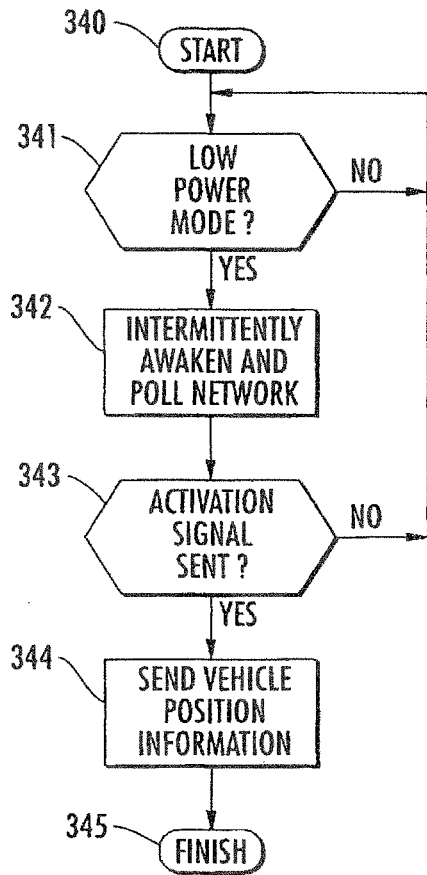 340
START
341
LOW
POWER
MODE ?
NO
YES
342
INTERMITTENTLY
AWAKEN AND
POLL NETWORK
343
ACTIVATION
SIGNAL
SENT ?
NO
YES
344
SEND VEHICLE
POSITION
INFORMATION
345
FINISH